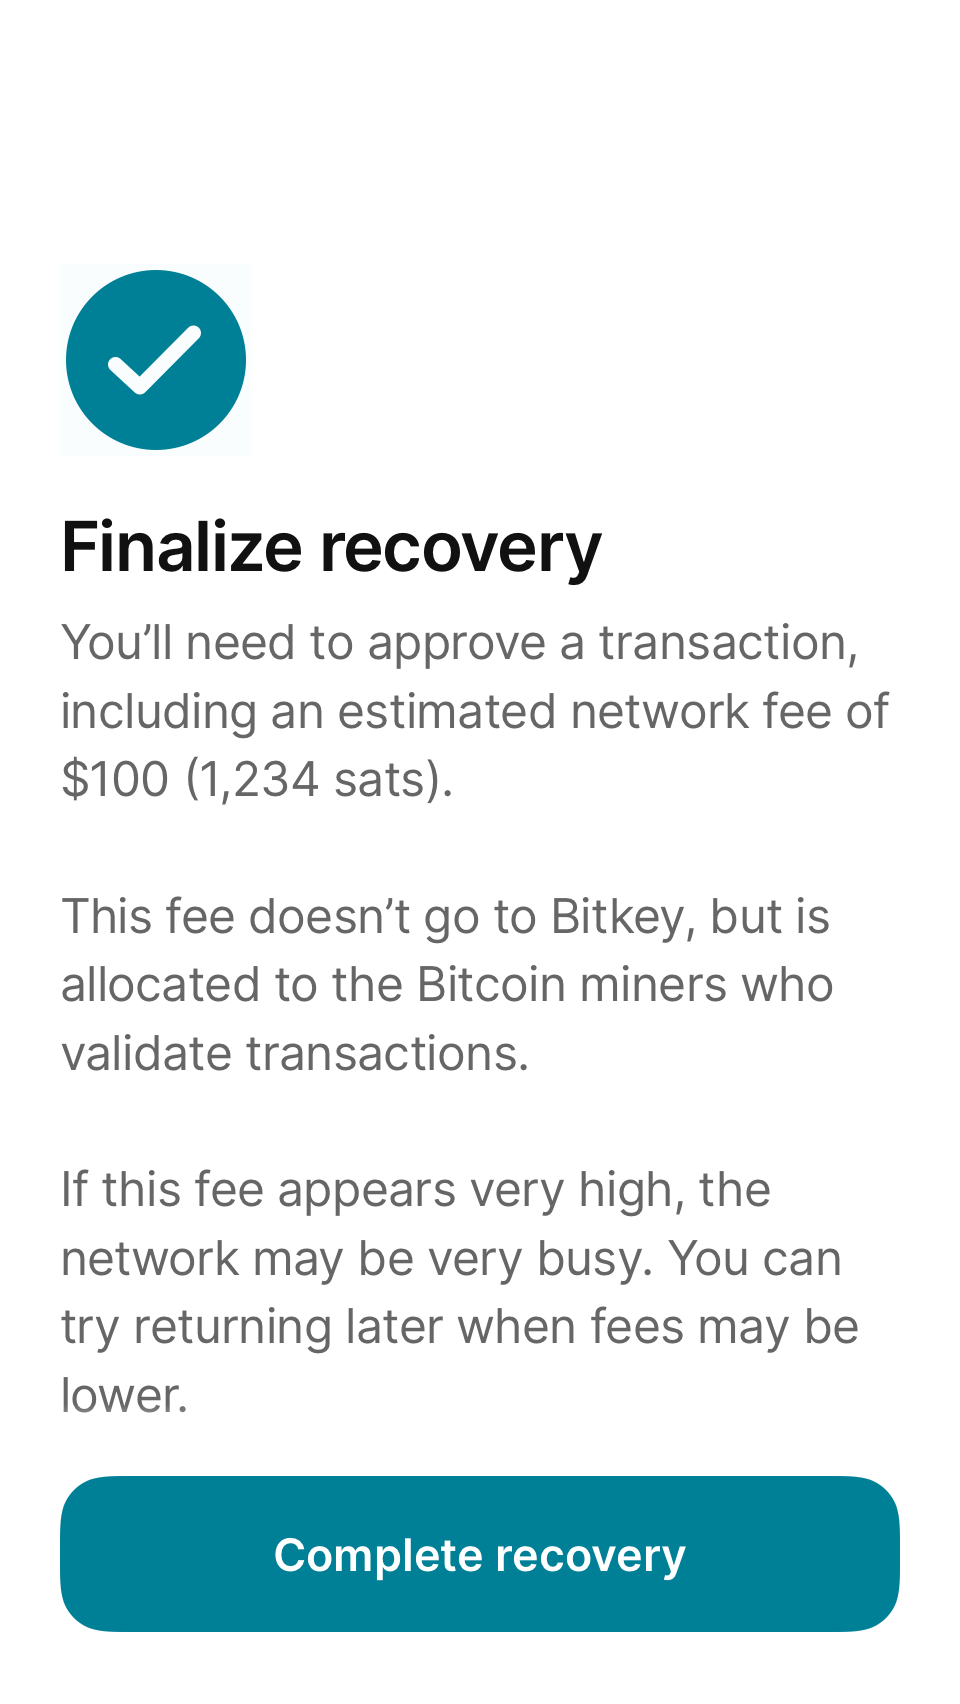 Finalize recovery
You’ll need to approve a transaction,
including an estimated network fee of
$100 (1,234 sats).
This fee doesn’t go to Bitkey, but is
allocated to the Bitcoin miners who
validate transactions.
If this fee appears very high, the
network may be very busy. You can
try returning later when fees may be
lower.
Complete recovery